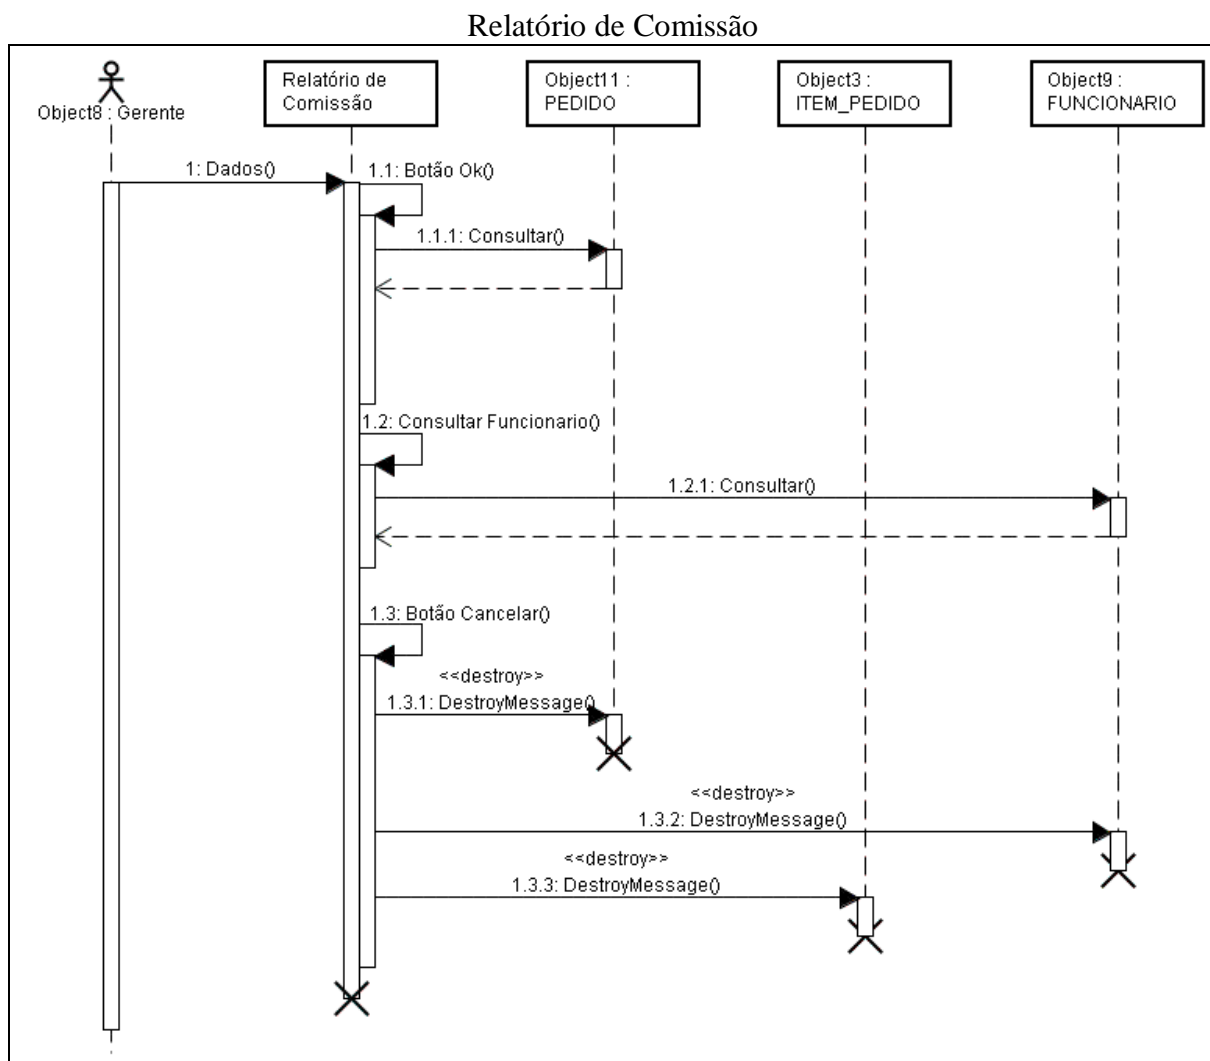 Relatório de Comissão
Object8 : Gerente
Relatório de
Comissão
Object11 :
PEDIDO
Object3 :
ITEM_PEDIDO
Object9 :
FUNCIONARIO
1: Dados()
1.1: Botão Ok()
1.1.1: Consultar()
1.2: Consultar Funcionario()
1.2.1: Consultar()
1.3: Botão Cancelar()
<<destroy>>
1.3.1: DestroyMessage()
<<destroy>>
1.3.2: DestroyMessage()
<<destroy>>
1.3.3: DestroyMessage()